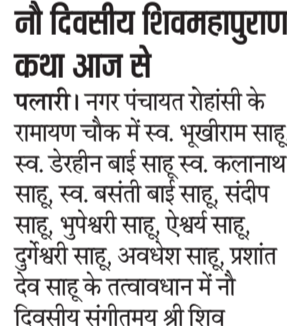 नौ दिवसीय शिवमहापुराण
कथा आज से
पलारी। नगर पंचायत रोहांसी के
रामायण चौक में स्व. भूखीराम साहू
स्व. डेरहीन बाई साहू स्व. कलानाथ
साहू, स्व. बसंती बाई साहू, संदीप
साहू, भुपेश्वरी साहू, ऐश्वर्य साहू,
दुर्गेश्वरी साहू, अवधेश साहू, प्रशांत
देव साहू के तत्वावधान में नौ
दिवसीय संगीतमय श्री शिव